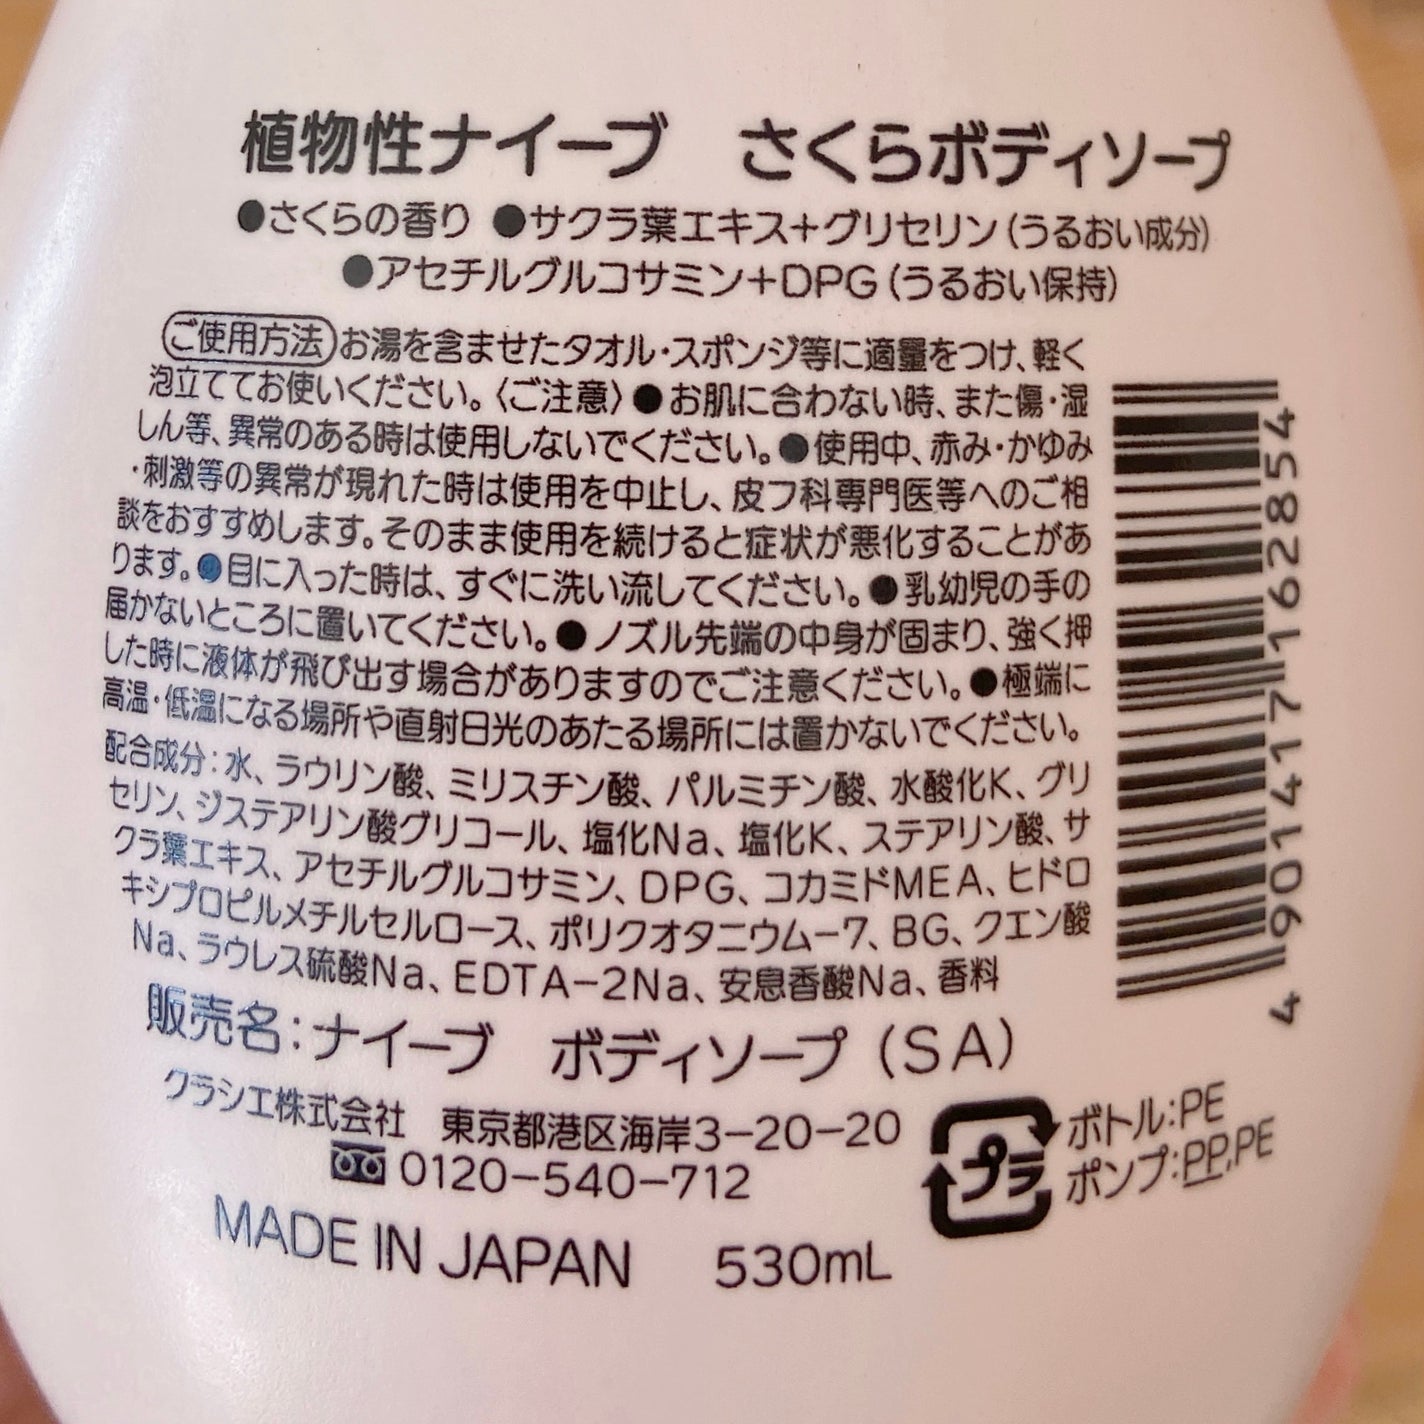 植物性ナイーブ さくらボディソープ
●さくらの香り ●サクラ葉エキス+グリセリン(うるおい成分)
●アセチルグルコサミン+DPG(うるおい保持)
ご使用方法 お湯を含ませたタオル・スポンジ等に適量をつけ、軽く
泡立ててお使いください。〈ご注意〉●お肌に合わない時、また傷・湿
しん等、異常のある時は使用しないでください。●使用中、赤み・かゆみ
・刺激等の異常が現れた時は使用を中止し、皮フ科専門医等へのご相
談をおすすめします。そのまま使用を続けると症状が悪化することがあ
ります。●目に入った時は、すぐに洗い流してください。●乳幼児の手の
届かないところに置いてください。●ノズル先端の中身が固まり、強く押
した時に液体が飛び出す場合がありますのでご注意ください。●極端に
高温・低温になる場所や直射日光のあたる場所には置かないでください。
配合成分:水、ラウリン酸、ミリスチン酸、パルミチン酸、水酸化K、グリ
セリン、ジステアリン酸グリコール、塩化Na、塩化K、ステアリン酸、サ
クラ葉エキス、アセチルグルコサミン、DPG、コカミドMEA、ヒドロ
キシプロピルメチルセルロース、ポリクオタニウム-7、BG、クエン酸
Na、ラウレス硫酸Na、EDTA-2Na、安息香酸Na、香料
販売名:ナイーブ ボディソープ(SA)
クラシエ株式会社 東京都港区海岸3-20-20
0120-540-712
MADE IN JAPAN 530mL
プラ
ボトル:PE
ポンプ:PP,PE
4 901417 162854